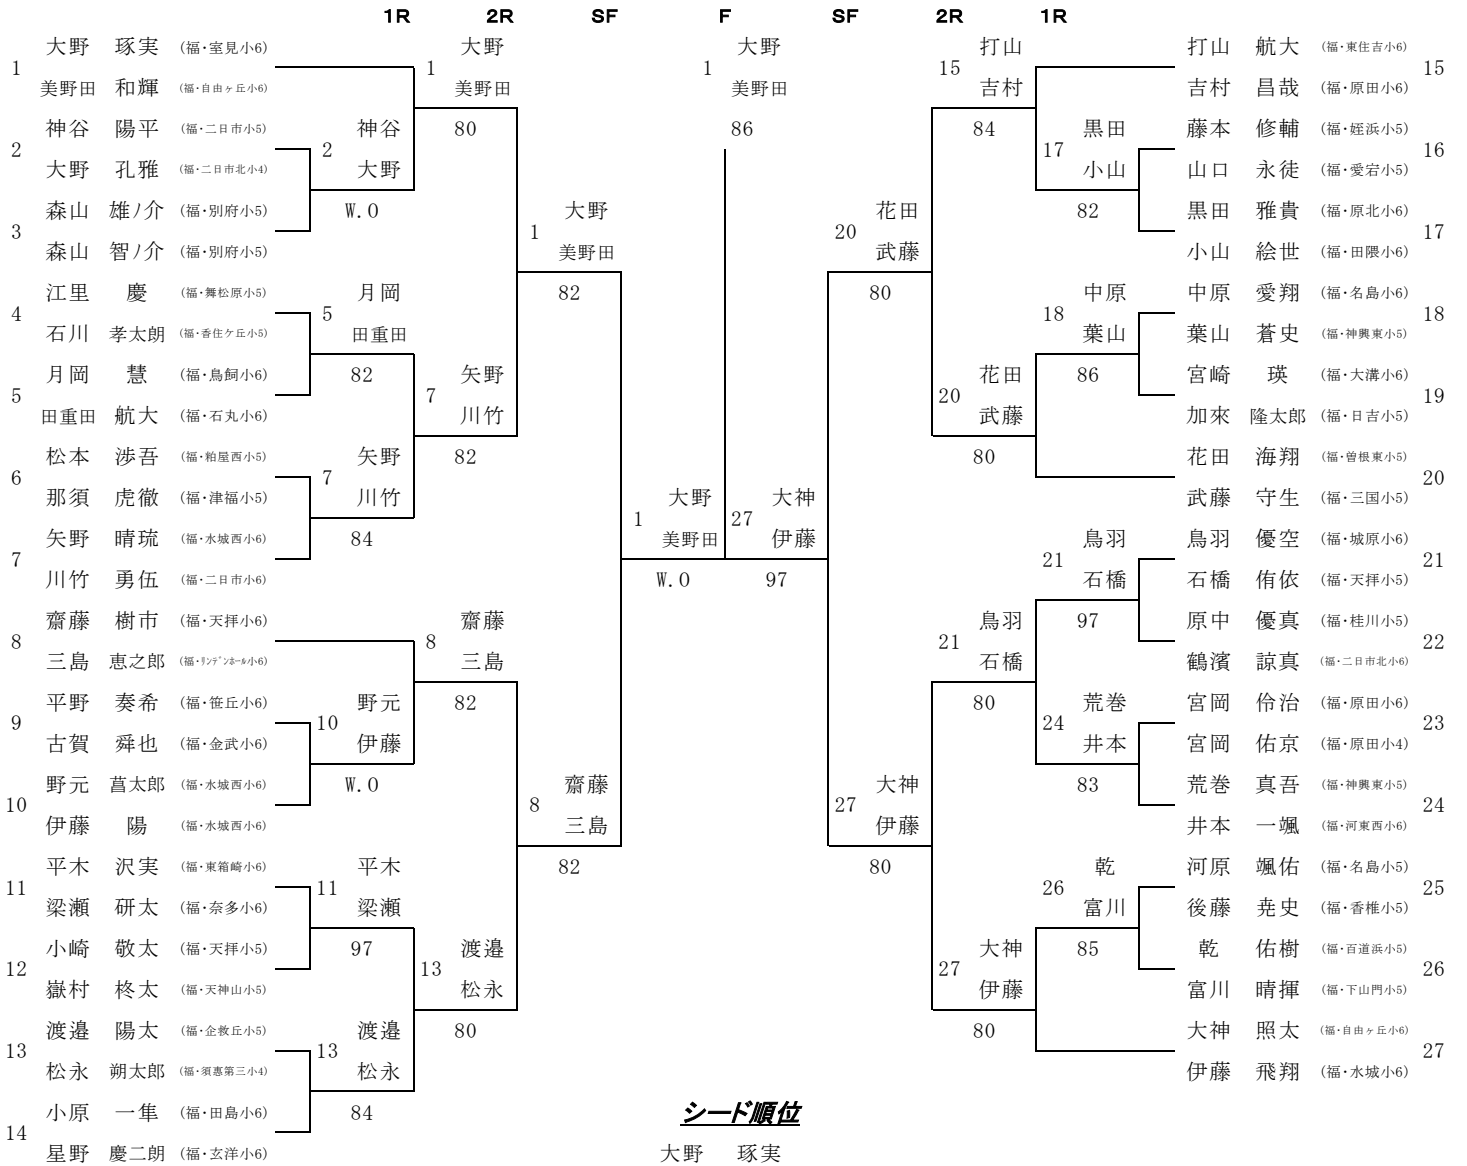 1R 2R SF F SF 2R 1R
大野 琢実 (福・室見小6) 大野 大野 打山 打山 航大 (福・東住吉小6)
1 1 1 15 15
美野田 和輝 (福・自由ヶ丘小6) 美野田 美野田 吉村 吉村 昌哉 (福・原田小6)
神谷 陽平 (福・二日市小5) 神谷 80 86 84 黒田 藤本 修輔 (福・姪浜小5)
2 2 17 16
大野 孔雅 (福・二日市北小4) 大野 小山 山口 永徒 (福・愛宕小5)
森山 雄ノ介 (福・別府小5) W.0 大野 花田 82 黒田 雅貴 (福・原北小6)
3 1 20 17
森山 智ノ介 (福・別府小5) 美野田 武藤 小山 絵世 (福・田隈小6)
江里 慶 (福・舞松原小5) 月岡 82 80 中原 中原 愛翔 (福・名島小6)
4 5 18 18
石川 孝太朗 (福・香住ケ丘小5) 田重田 葉山 葉山 蒼史 (福・神興東小5)
月岡 慧 (福・鳥飼小6) 82 矢野 花田 86 宮崎 瑛 (福・大溝小6)
5 7 20 19
田重田 航大 (福・石丸小6) 川竹 武藤 加來 隆太郎 (福・日吉小5)
松本 渉吾 (福・粕屋西小5) 矢野 82 80 花田 海翔 (福・曽根東小5)
6 7 20
那須 虎徹 (福・津福小5) 川竹 大野 大神 武藤 守生 (福・三国小5)
1 27
矢野 晴琉 (福・水城西小6) 84 美野田 伊藤 鳥羽 鳥羽 優空 (福・城原小6)
7 21 21
川竹 勇伍 (福・二日市小6) W.0 97 石橋 石橋 侑依 (福・天拝小5)
齋藤 樹市 (福・天拝小6) 齋藤 鳥羽 97 原中 優真 (福・桂川小5)
8 8 21 22
三島 恵之郎 (福・リンデンホール小6) 三島 石橋 鶴濱 諒真 (福・二日市北小6)
平野 奏希 (福・笹丘小6) 野元 82 80 荒巻 宮岡 伶治 (福・原田小6)
9 10 24 23
古賀 舜也 (福・金武小6) 伊藤 井本 宮岡 佑京 (福・原田小4)
野元 菖太郎 (福・水城西小6) W.0 齋藤 大神 83 荒巻 真吾 (福・神興東小5)
10 8 27 24
伊藤 陽 (福・水城西小6) 三島 伊藤 井本 一颯 (福・河東西小6)
平木 沢実 (福・東箱崎小6) 平木 82 80 乾 河原 颯佑 (福・名島小5)
11 11 26 25
梁瀬 研太 (福・奈多小6) 梁瀬 富川 後藤 尭史 (福・香椎小5)
小崎 敬太 (福・天拝小5) 97 渡邉 大神 85 乾 佑樹 (福・百道浜小5)
12 13 27 26
嶽村 柊太 (福・天神山小5) 松永 伊藤 富川 晴揮 (福・下山門小5)
渡邉 陽太 (福・企救丘小5) 渡邉 80 80 大神 照太 (福・自由ヶ丘小6)
13 13 27
松永 朔太郎 (福・須惠第三小4) 松永 伊藤 飛翔 (福・水城小6)
小原 一隼 (福・田島小6) 84 シード順位
14
星野 慶二朗 (福・玄洋小6) 大野 琢実